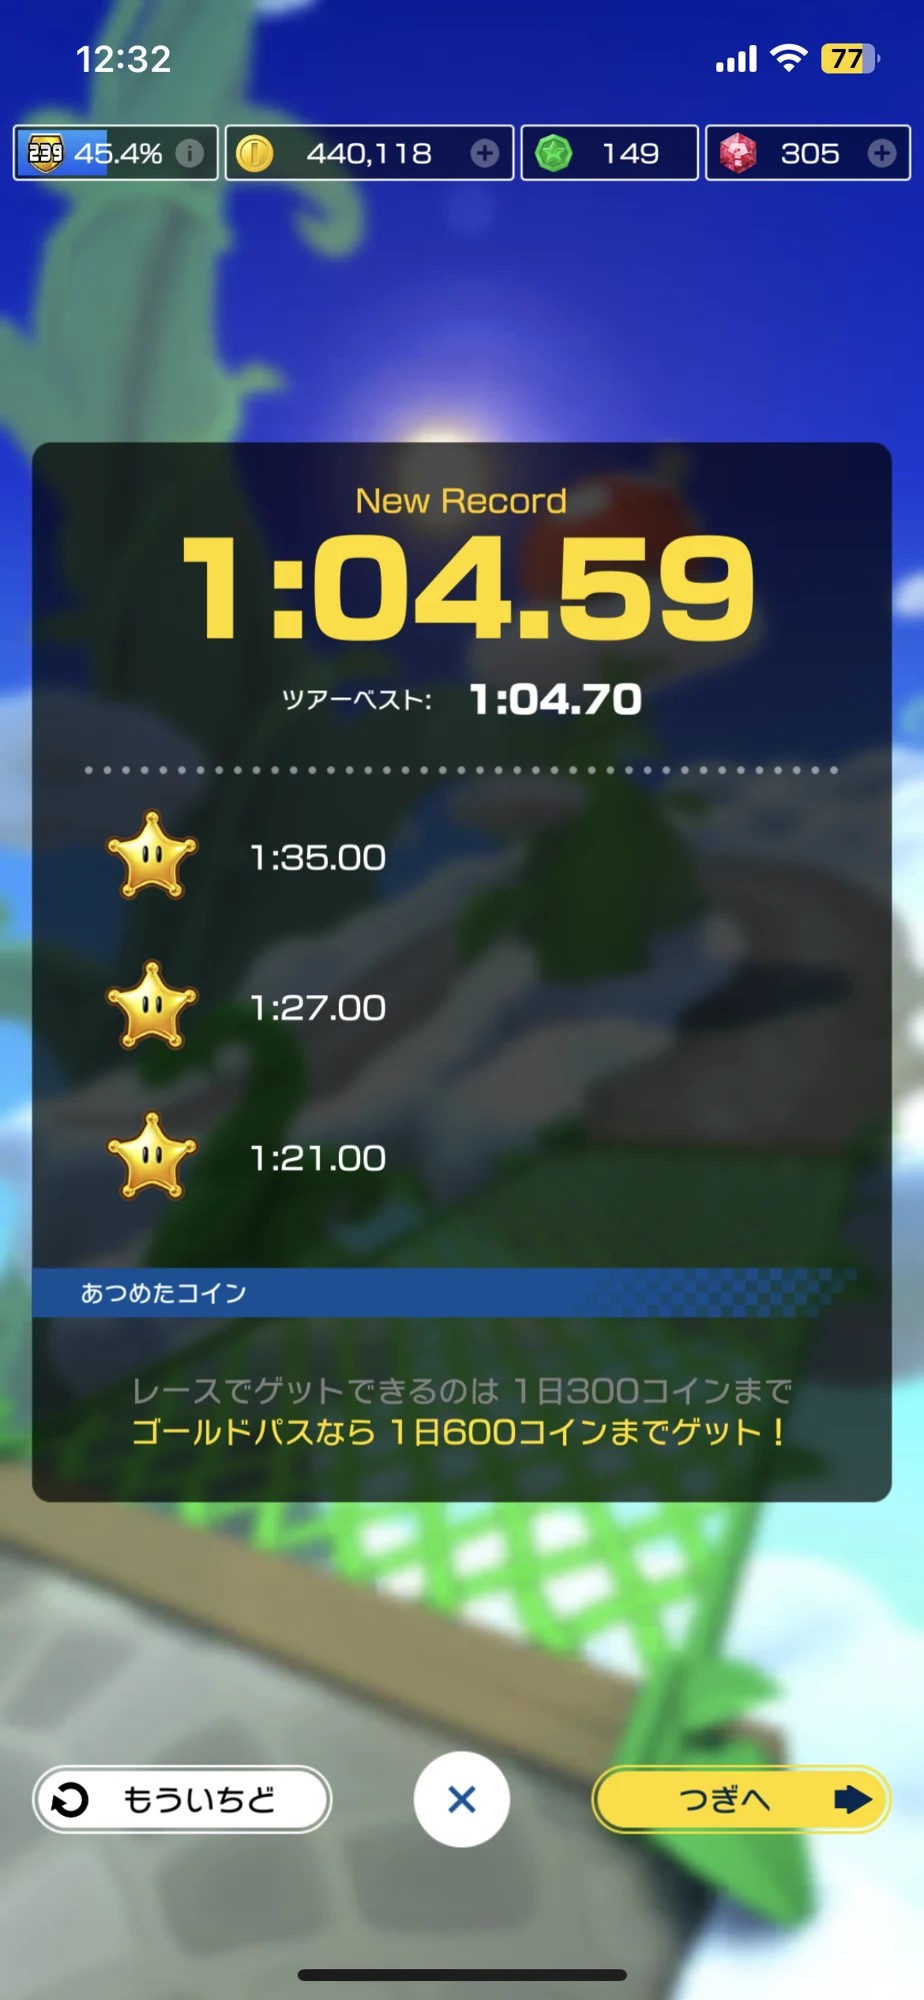 12:32
77
239 45.4% i 440,118 + 149 305 +
New Record
1:04.59
ツアーベスト: 1:04.70
1:35.00
1:27.00
1:21.00
あつめたコイン
レースでゲットできるのは 1日300コインまで
ゴールドパスなら 1日600コインまでゲット！
もういちど × つぎへ